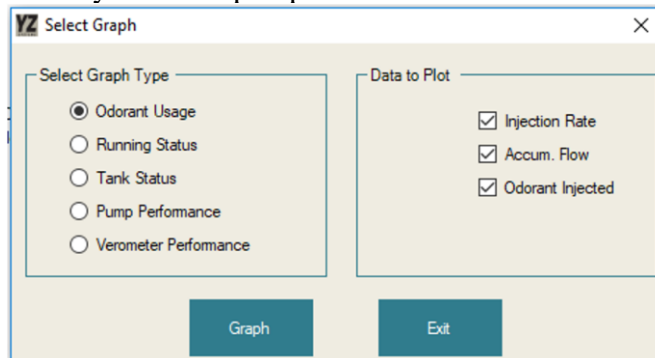 YZ Select Graph
Select Graph Type
Odorant Usage
Running Status
Tank Status
Pump Performance
Verometer Performance
Data to Plot
Injection Rate
Accum. Flow
Odorant Injected
Graph
Exit